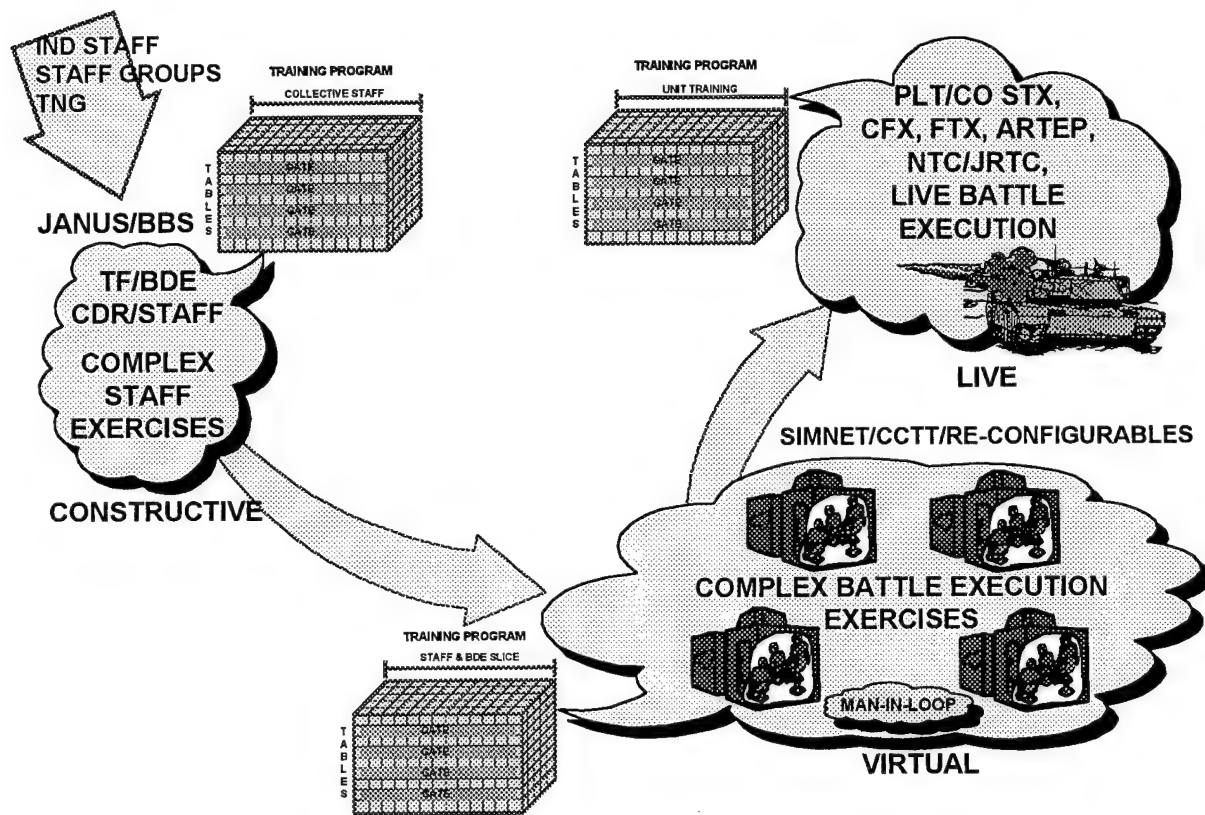 IND STAFF
STAFF GROUPS
TNG
TRAINING PROGRAM
COLLECTIVE STAFF
TABLES
GATE
GATE
GATE
GATE
JANUS/BBS
TF/BDE
CDR/STAFF
COMPLEX
STAFF
EXERCISES
CONSTRUCTIVE
TRAINING PROGRAM
UNIT TRAINING
TABLES
GATE
GATE
GATE
GATE
PLT/CO STX,
CFX, FTX, ARTEP,
NTC/JRTC,
LIVE BATTLE
EXECUTION
LIVE
SIMNET/CCTT/RE-CONFIGURABLES
COMPLEX BATTLE EXECUTION
EXERCISES
MAN-IN-LOOP
VIRTUAL
TRAINING PROGRAM
STAFF & BDE SLICE
TABLES
GATE
GATE
GATE
GATE